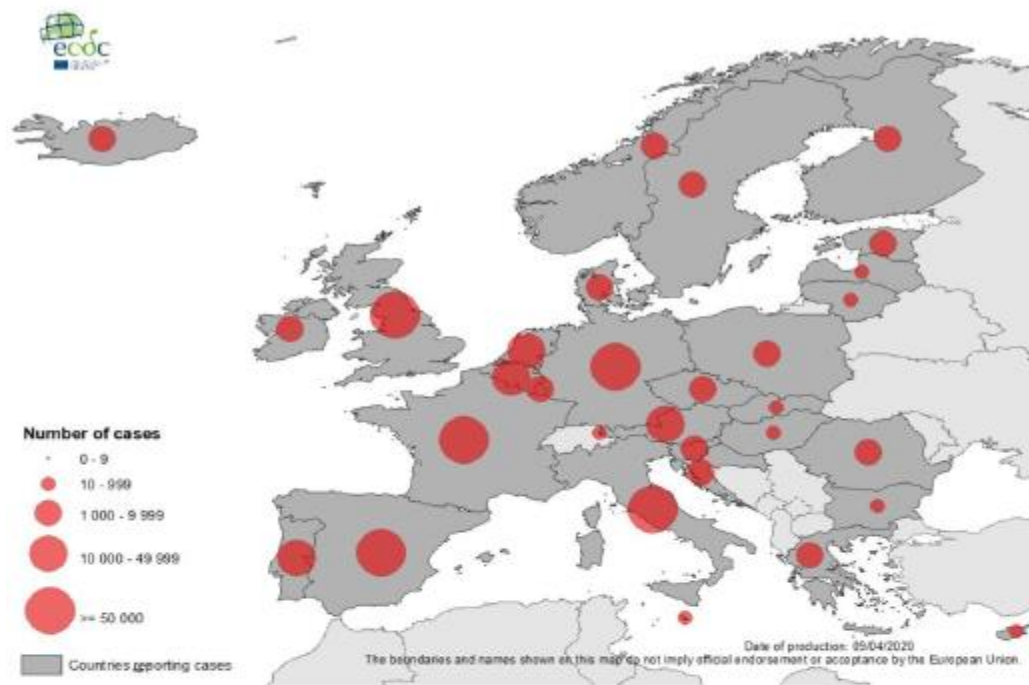 ecdc
Number of cases
0 - 9
10 - 999
1 000 - 9 999
10 000 - 49 999
>= 50 000
Countries reporting cases
Date of production: 09/04/2020
The boundaries and names shown on this map do not imply official endorsement or acceptance by the European Union.